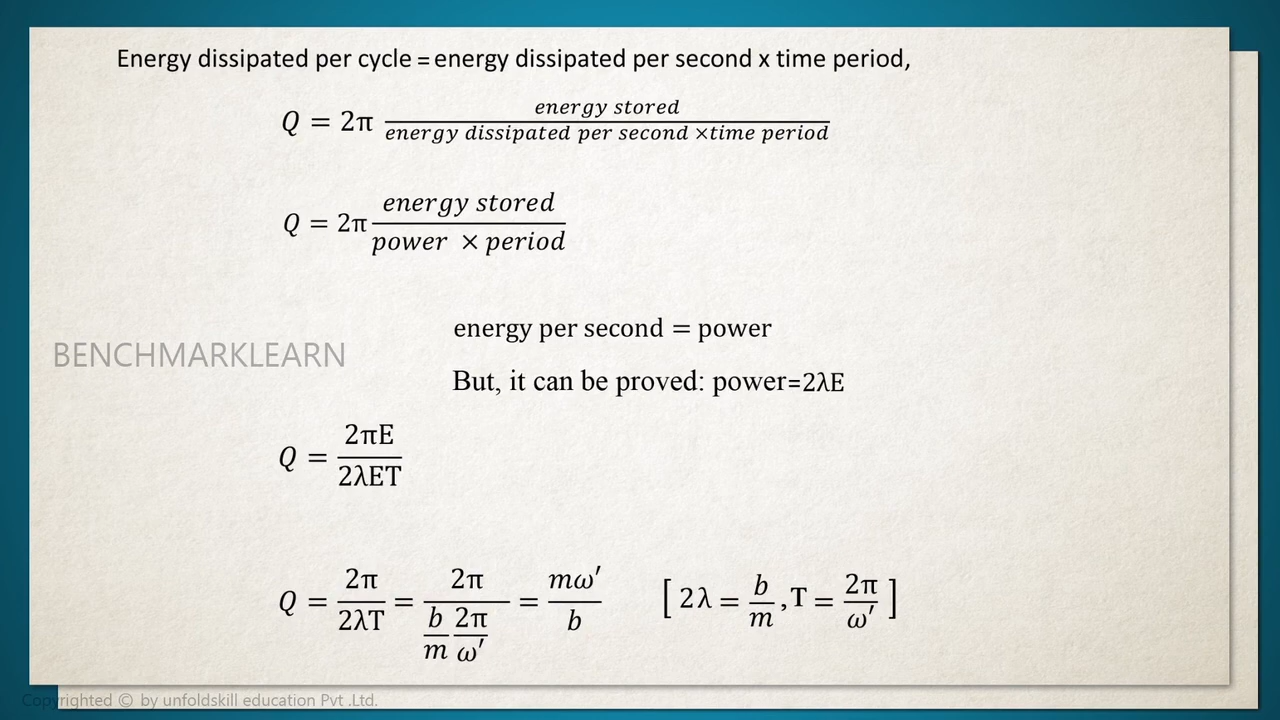 Energy dissipated per cycle = energy dissipated per second x time period,
Q = 2π energy stored / energy dissipated per second ×time period
Q = 2π energy stored / power × period
energy per second = power
BENCHMARKLEARN
But, it can be proved: power=2λE
Q = 2πE / 2λET
Q = 2π / 2λT = 2π / (b/m 2π/ω′) = mω′ / b [ 2λ = b/m ,T = 2π/ω′ ]
Copyrighted © by unfoldskill education Pvt .Ltd.